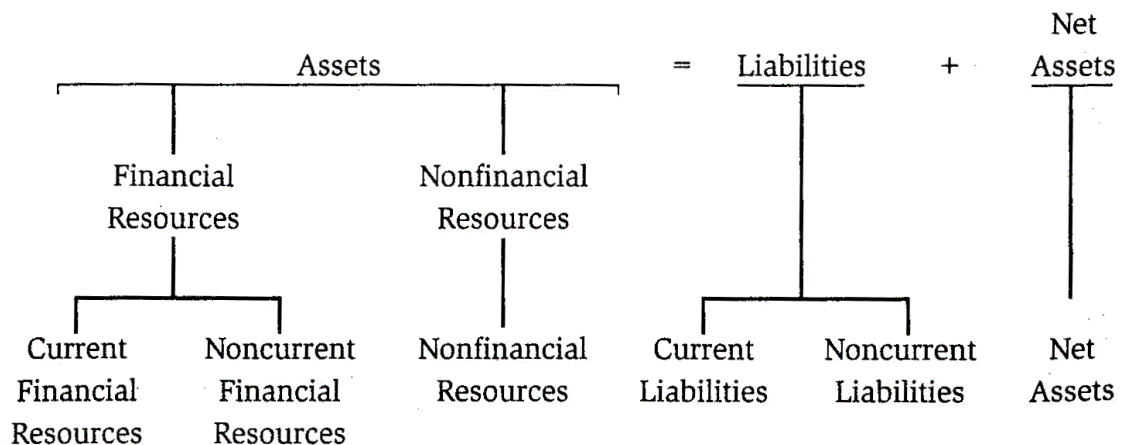 Assets = Liabilities + Net Assets
Financial Resources
Nonfinancial Resources
Current Financial Resources
Noncurrent Financial Resources
Nonfinancial Resources
Current Liabilities
Noncurrent Liabilities
Net Assets